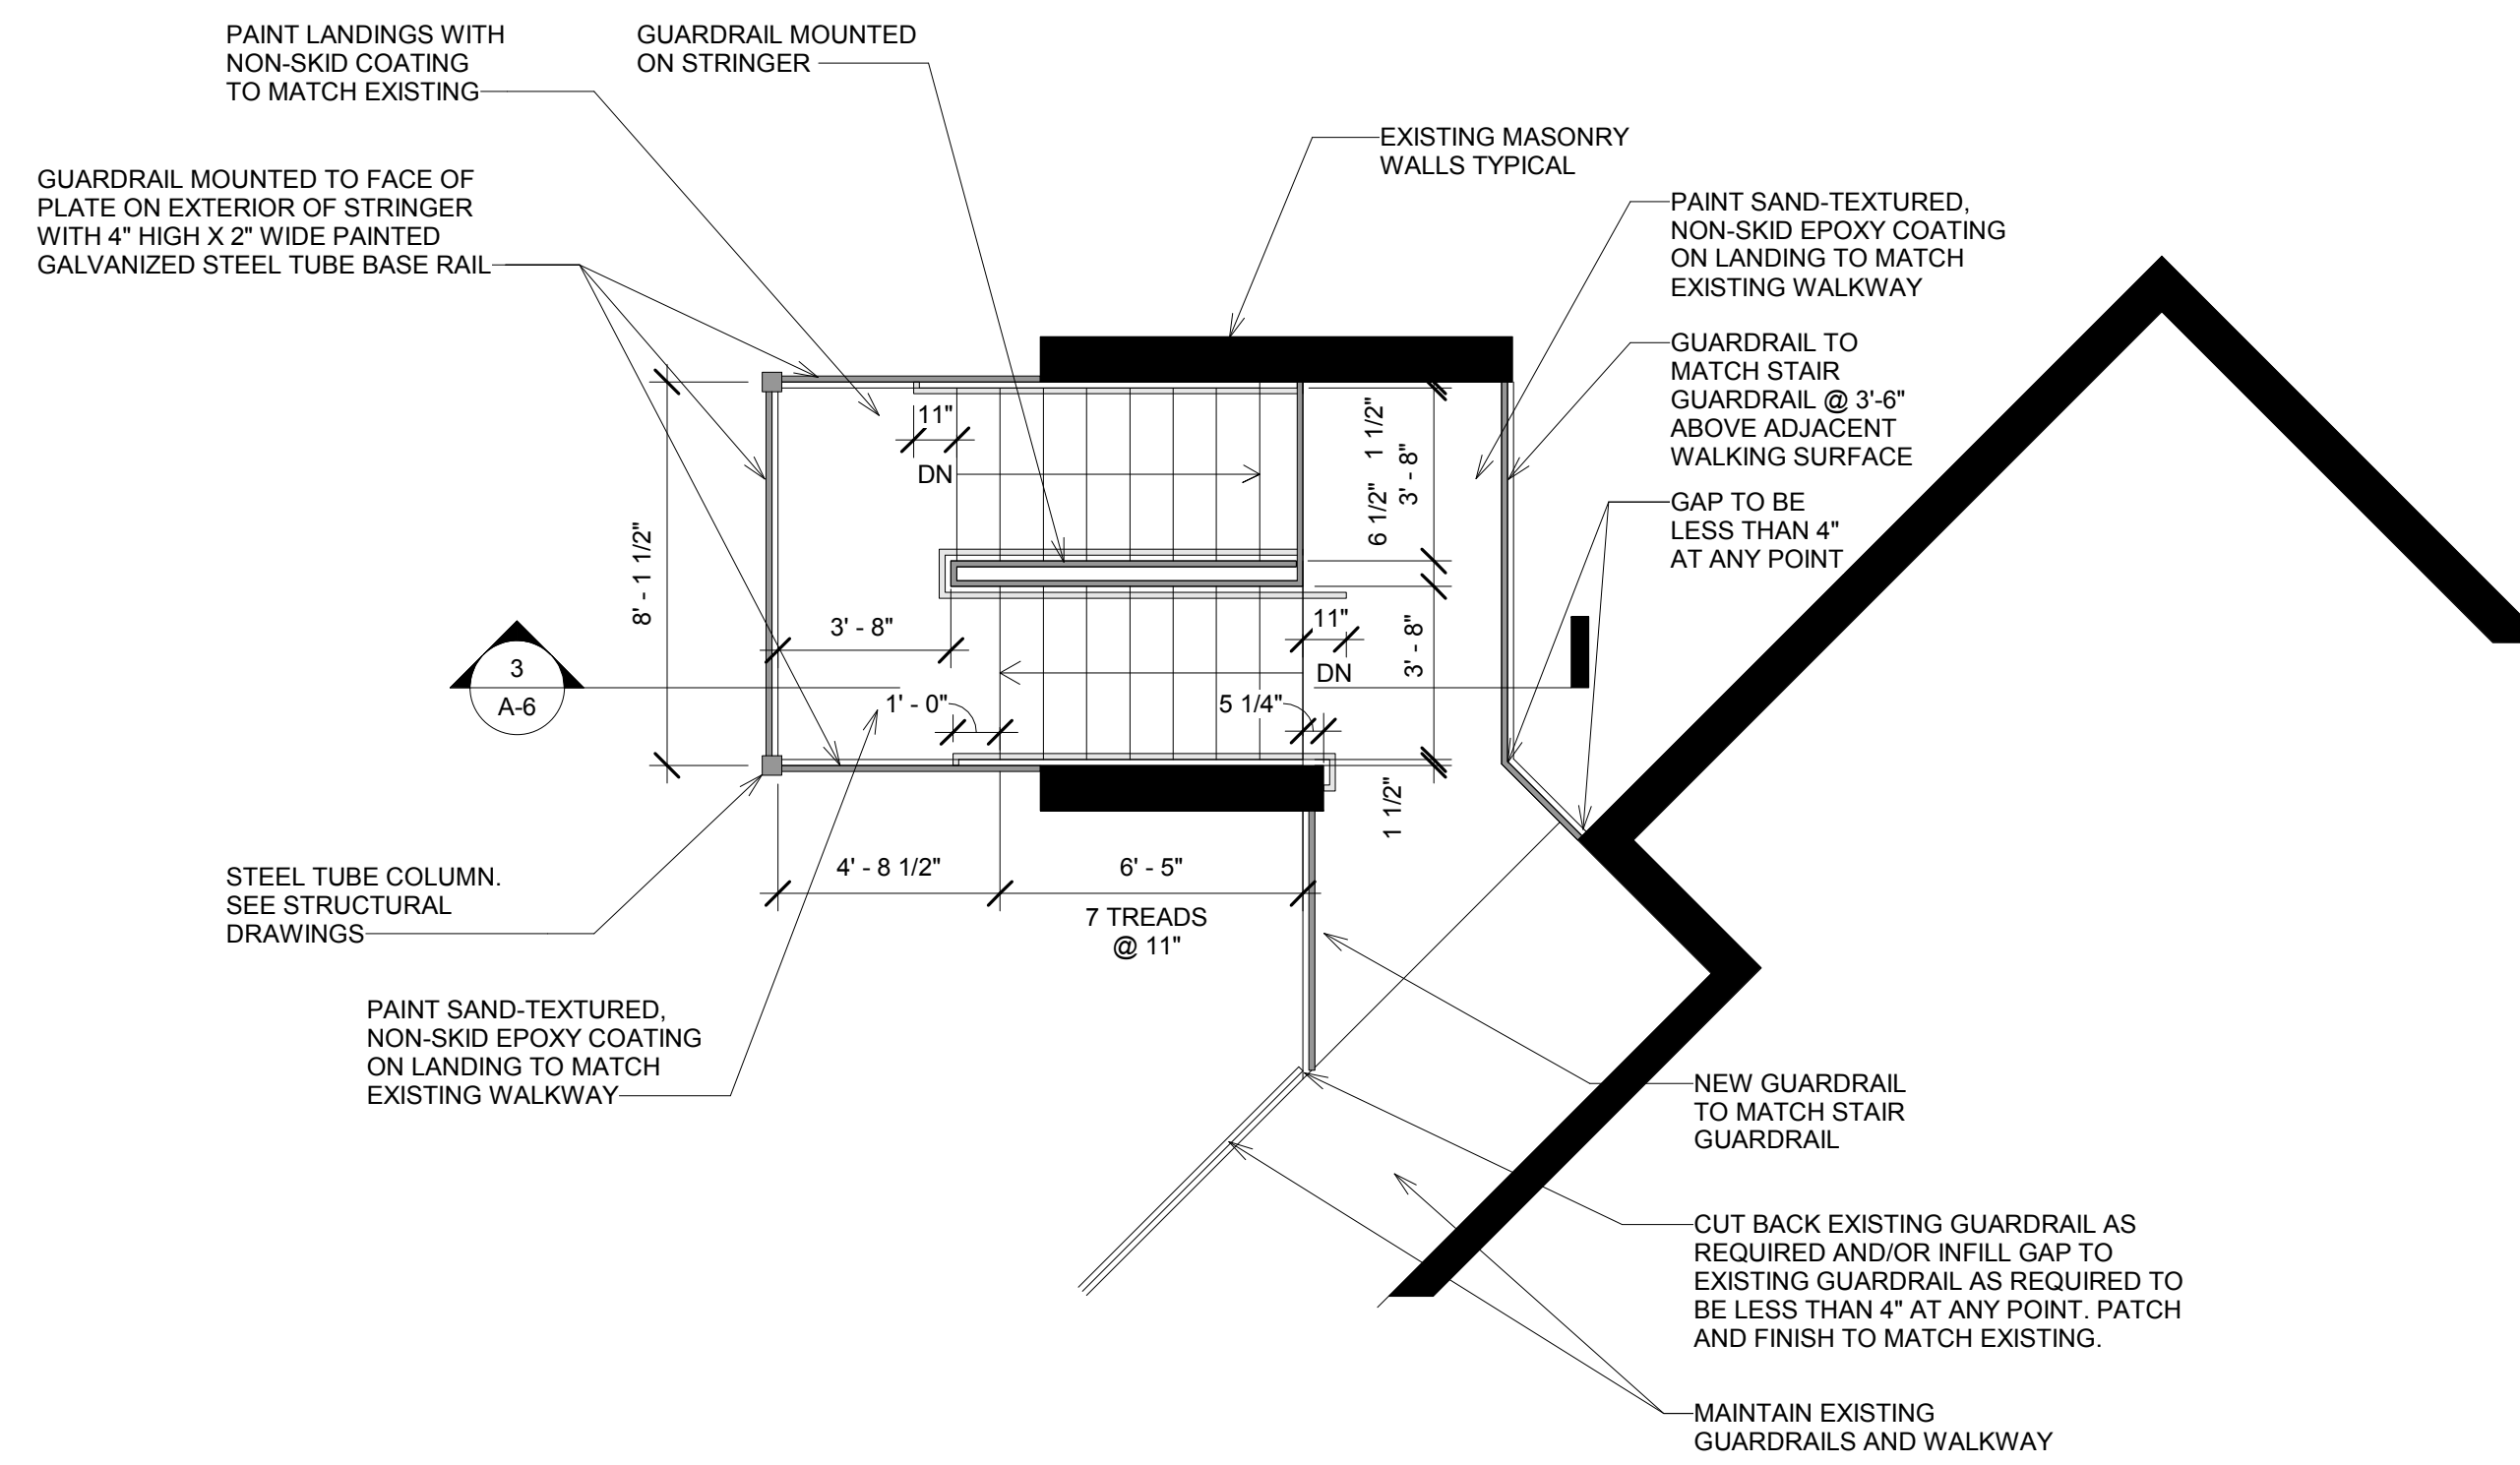 PAINT LANDINGS WITH
NON-SKID COATING
TO MATCH EXISTING
GUARDRAIL MOUNTED
ON STRINGER
EXISTING MASONRY
WALLS TYPICAL
GUARDRAIL MOUNTED TO FACE OF
PLATE ON EXTERIOR OF STRINGER
WITH 4" HIGH X 2" WIDE PAINTED
GALVANIZED STEEL TUBE BASE RAIL
PAINT SAND-TEXTURED,
NON-SKID EPOXY COATING
ON LANDING TO MATCH
EXISTING WALKWAY
GUARDRAIL TO
MATCH STAIR
GUARDRAIL @ 3'-6"
ABOVE ADJACENT
WALKING SURFACE
GAP TO BE
LESS THAN 4"
AT ANY POINT
11"
DN
1 1/2"
3' - 8"
6 1/2"
8' - 1 1/2"
3' - 8"
11"
DN
3' - 8"
3
A-6
1' - 0"
5 1/4"
1 1/2"
4' - 8 1/2"
6' - 5"
7 TREADS
@ 11"
STEEL TUBE COLUMN.
SEE STRUCTURAL
DRAWINGS
PAINT SAND-TEXTURED,
NON-SKID EPOXY COATING
ON LANDING TO MATCH
EXISTING WALKWAY
NEW GUARDRAIL
TO MATCH STAIR
GUARDRAIL
CUT BACK EXISTING GUARDRAIL AS
REQUIRED AND/OR INFILL GAP TO
EXISTING GUARDRAIL AS REQUIRED TO
BE LESS THAN 4" AT ANY POINT. PATCH
AND FINISH TO MATCH EXISTING.
MAINTAIN EXISTING
GUARDRAILS AND WALKWAY